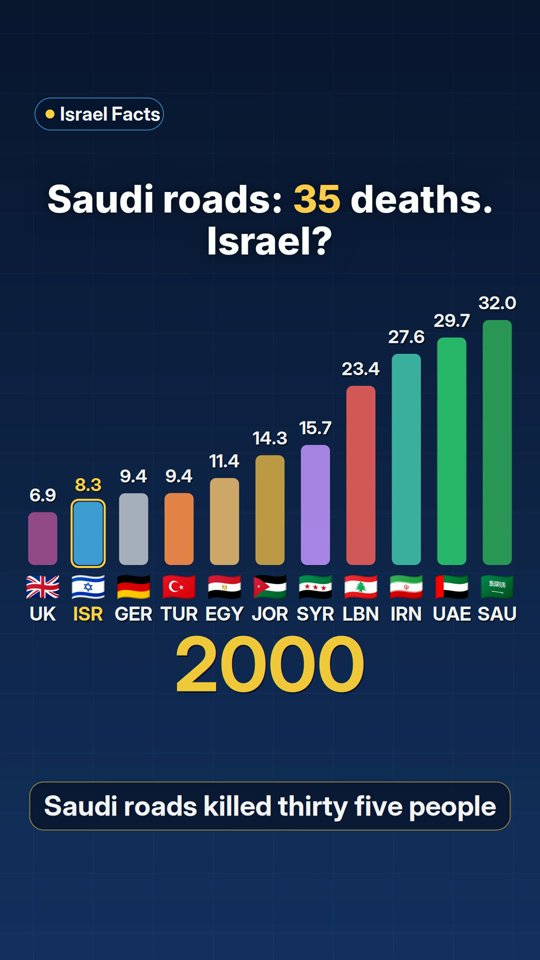 Israel Facts
Saudi roads: 35 deaths.
Israel?
6.9 8.3 9.4 9.4 11.4 14.3 15.7 23.4 27.6 29.7 32.0
UK ISR GER TUR EGY JOR SYR LBN IRN UAE SAU
2000
Saudi roads killed thirty five people